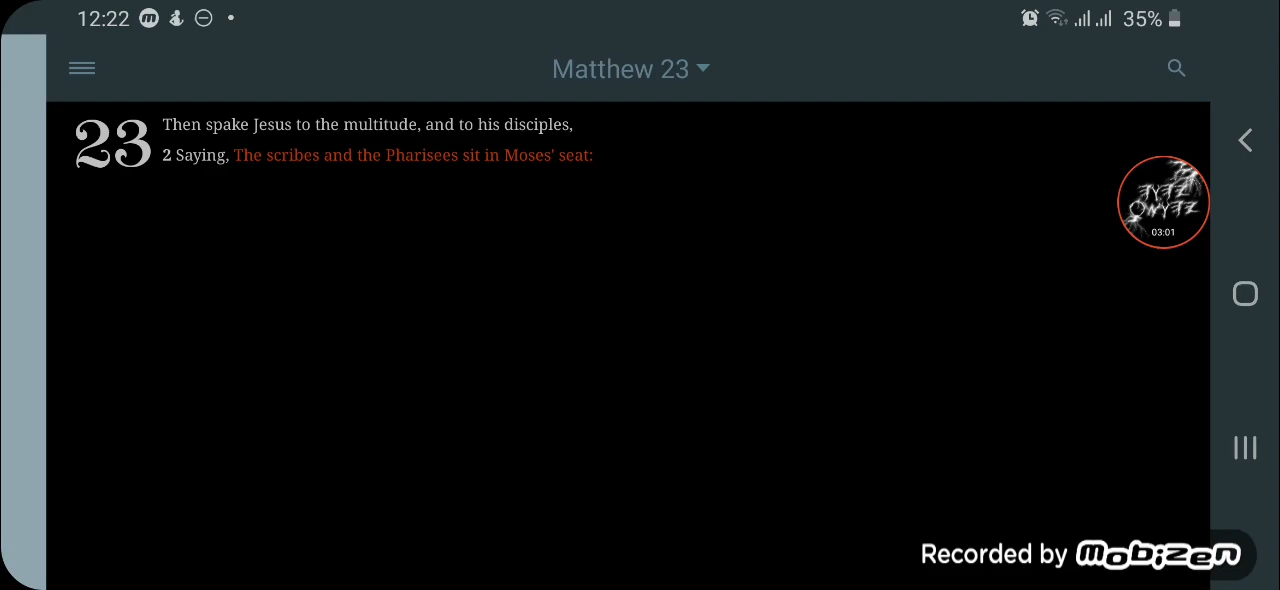 12:22
35%
Matthew 23
23 Then spake Jesus to the multitude, and to his disciples,
2 Saying, The scribes and the Pharisees sit in Moses' seat:
03:01
Recorded by mobizen